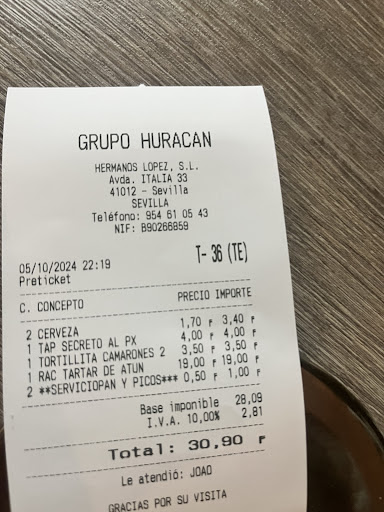 GRUPO HURACAN
HERMANOS LOPEZ, S.L.
Avda. ITALIA 33
41012 - Sevilla
SEVILLA
Teléfono: 954 61 05 43
NIF: B90266859
T- 36 (TE)
05/10/2024 22:19
Preticket
C. CONCEPTO PRECIO IMPORTE
2 CERVEZA 1,70 ₣ 3,40 ₣
1 TAP SECRETO AL PX 4,00 ₣ 4,00 ₣
1 TORTILLITA CAMARONES 2 3,50 ₣ 3,50 ₣
1 RAC TARTAR DE ATUN 19,00 ₣ 19,00 ₣
2 **SERVICIOPAN Y PICOS*** 0,50 ₣ 1,00 ₣
Base imponible 28,09
I.V.A. 10,00% 2,81
Total: 30,90 ₣
Le atendió: JOAO
GRACIAS POR SU VISITA